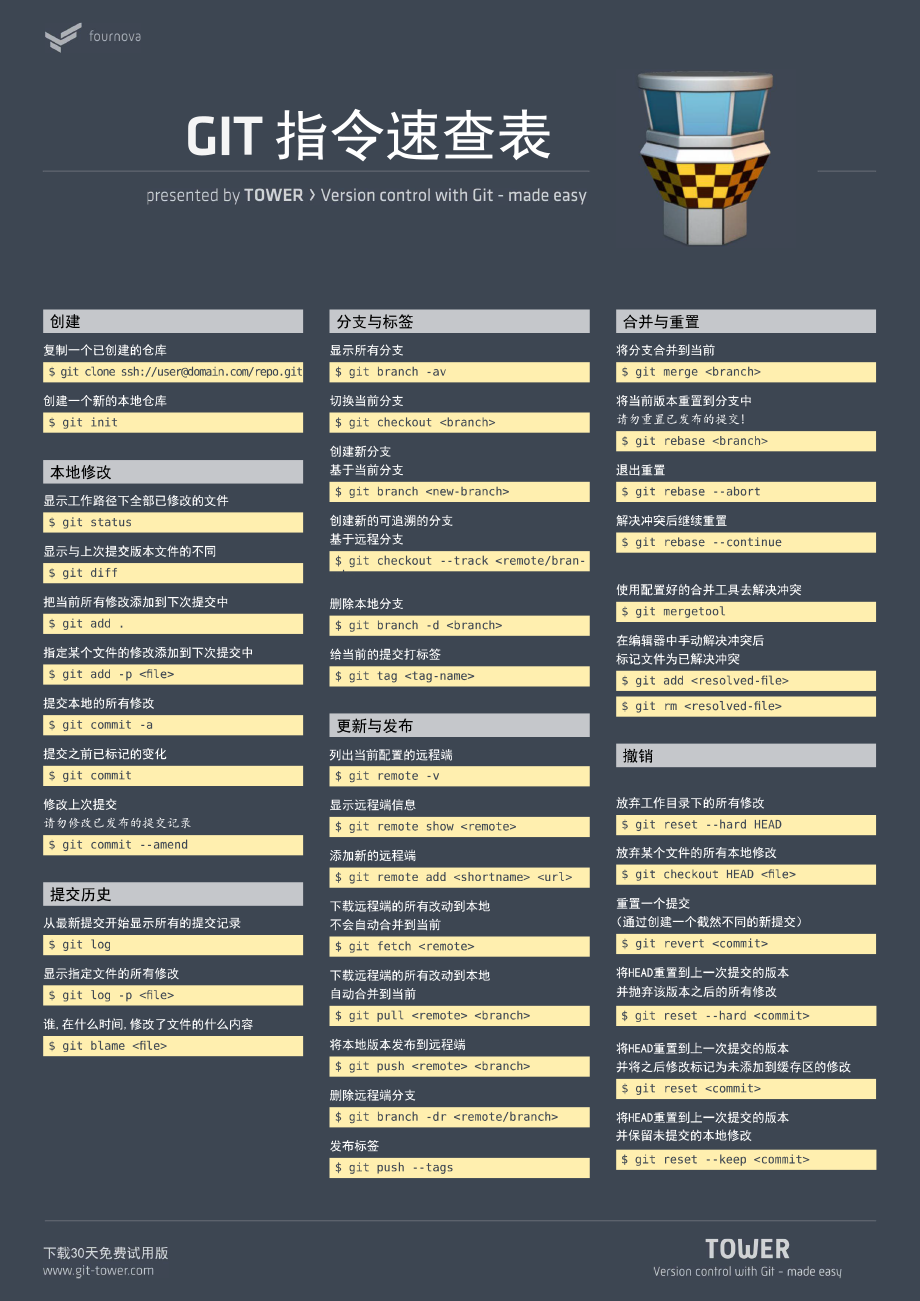 fournova
GIT 指令速查表
presented by TOWER > Version control with Git - made easy
创建
复制一个已创建的仓库
$ git clone ssh://user@domain.com/repo.git
创建一个新的本地仓库
$ git init
本地修改
显示工作路径下全部已修改的文件
$ git status
显示与上次提交版本文件的不同
$ git diff
把当前所有修改添加到下次提交中
$ git add .
指定某个文件的修改添加到下次提交中
$ git add -p <file>
提交本地的所有修改
$ git commit -a
提交之前已标记的变化
$ git commit
修改上次提交
请勿修改已发布的提交记录
$ git commit --amend
提交历史
从最新提交开始显示所有的提交记录
$ git log
显示指定文件的所有修改
$ git log -p <file>
谁, 在什么时间, 修改了文件的什么内容
$ git blame <file>
分支与标签
显示所有分支
$ git branch -av
切换当前分支
$ git checkout <branch>
创建新分支
基于当前分支
$ git branch <new-branch>
创建新的可追溯的分支
基于远程分支
$ git checkout --track <remote/bran-
删除本地分支
$ git branch -d <branch>
给当前的提交打标签
$ git tag <tag-name>
更新与发布
列出当前配置的远程端
$ git remote -v
显示远程端信息
$ git remote show <remote>
添加新的远程端
$ git remote add <shortname> <url>
下载远程端的所有改动到本地
不会自动合并到当前
$ git fetch <remote>
下载远程端的所有改动到本地
自动合并到当前
$ git pull <remote> <branch>
将本地版本发布到远程端
$ git push <remote> <branch>
删除远程端分支
$ git branch -dr <remote/branch>
发布标签
$ git push --tags
合并与重置
将分支合并到当前
$ git merge <branch>
将当前版本重置到分支中
请勿重置已发布的提交!
$ git rebase <branch>
退出重置
$ git rebase --abort
解决冲突后继续重置
$ git rebase --continue
使用配置好的合并工具去解决冲突
$ git mergetool
在编辑器中手动解决冲突后
标记文件为已解决冲突
$ git add <resolved-file>
$ git rm <resolved-file>
撤销
放弃工作目录下的所有修改
$ git reset --hard HEAD
放弃某个文件的所有本地修改
$ git checkout HEAD <file>
重置一个提交
(通过创建一个截然不同的新提交)
$ git revert <commit>
将HEAD重置到上一次提交的版本
并抛弃该版本之后的所有修改
$ git reset --hard <commit>
将HEAD重置到上一次提交的版本
并将之后修改标记为未添加到缓存区的修改
$ git reset <commit>
将HEAD重置到上一次提交的版本
并保留未提交的本地修改
$ git reset --keep <commit>
下载30天免费试用版
www.git-tower.com
TOWER
Version control with Git - made easy